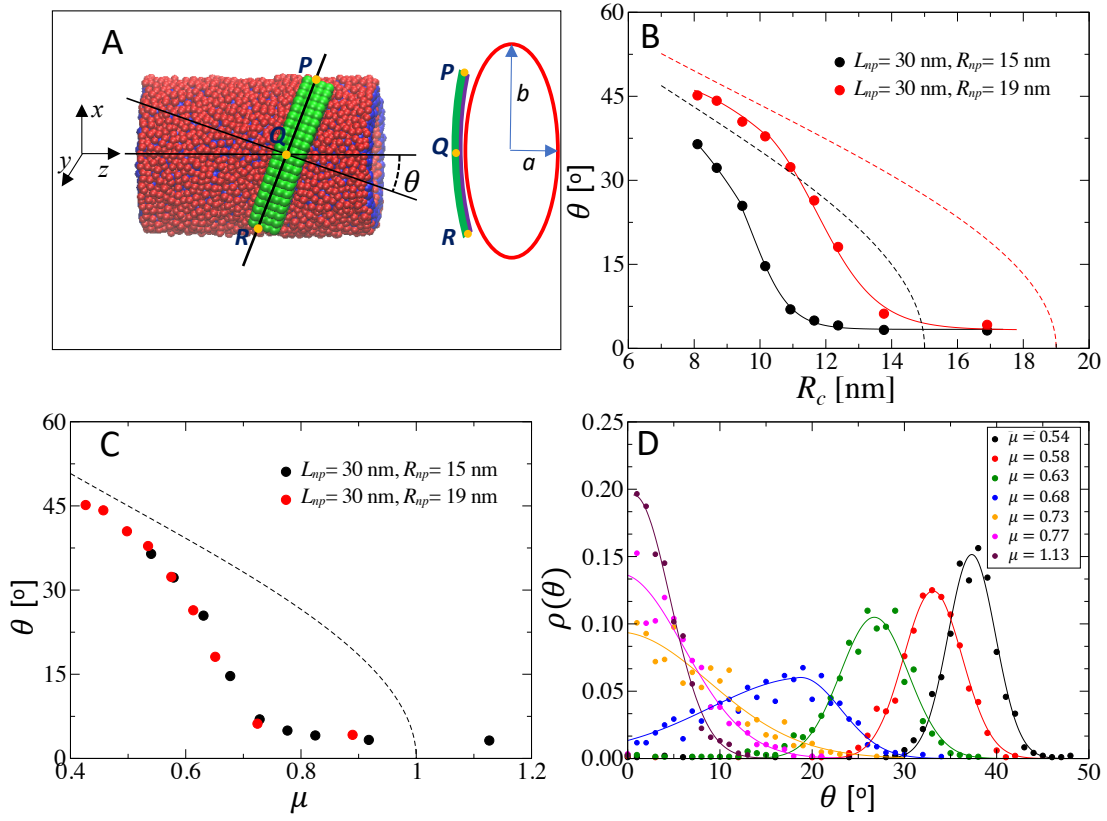 A
P
Q
R
x
y
z
θ
P
Q
R
b
a
B
L_np= 30 nm, R_np= 15 nm
L_np= 30 nm, R_np= 19 nm
60
45
30
15
0
θ [o]
6 8 10 12 14 16 18 20
R_c [nm]
C
L_np= 30 nm, R_np= 15 nm
L_np= 30 nm, R_np= 19 nm
60
45
30
15
0
θ [o]
0.4 0.6 0.8 1 1.2
μ
D
μ = 0.54
μ = 0.58
μ = 0.63
μ = 0.68
μ = 0.73
μ = 0.77
μ = 1.13
0.25
0.20
0.15
0.10
0.05
0.00
ρ(θ)
0 10 20 30 40 50
θ [o]